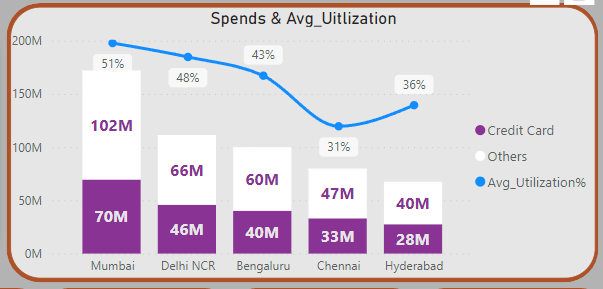 Spends & Avg_Uitlization
200M
150M
100M
50M
0M
51%
48%
43%
31%
36%
102M
66M
60M
47M
40M
70M
46M
40M
33M
28M
Mumbai
Delhi NCR
Bengaluru
Chennai
Hyderabad
Credit Card
Others
Avg_Utilization%